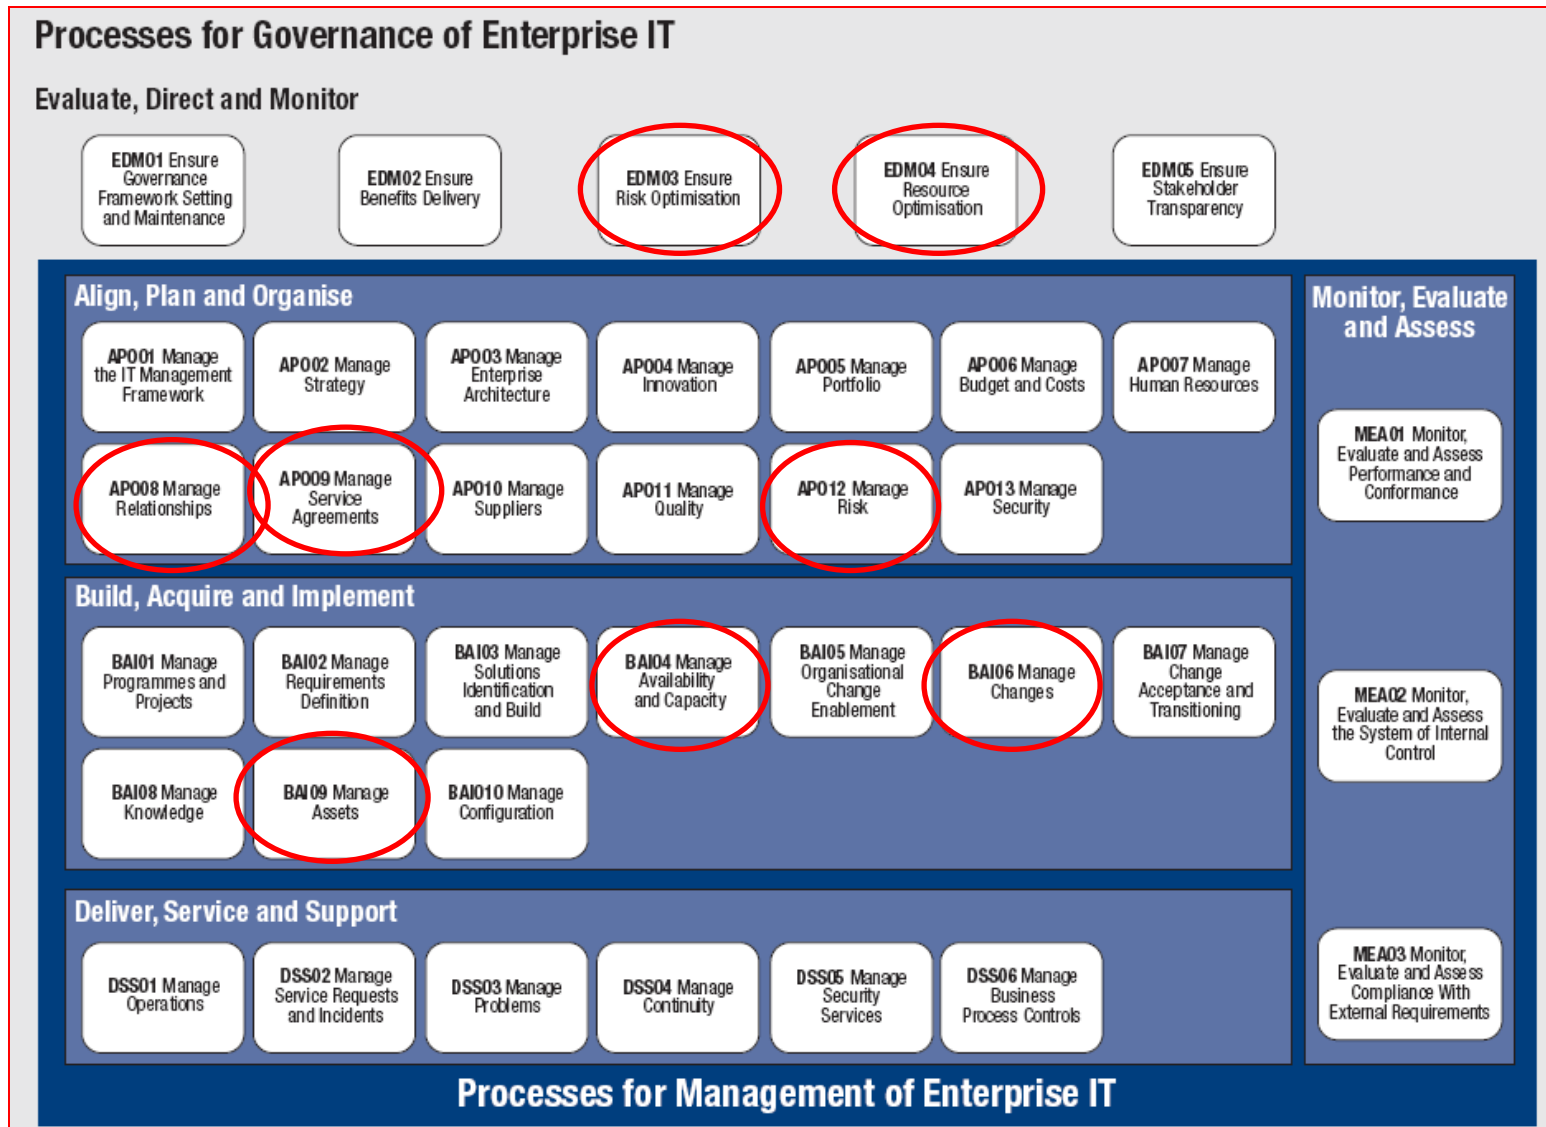 Processes for Governance of Enterprise IT
Evaluate, Direct and Monitor
EDM01 Ensure
Governance
Framework Setting
and Maintenance
EDM02 Ensure
Benefits Delivery
EDM03 Ensure
Risk Optimisation
EDM04 Ensure
Resource
Optimisation
EDM05 Ensure
Stakeholder
Transparency
Align, Plan and Organise
APO01 Manage
the IT Management
Framework
APO02 Manage
Strategy
APO03 Manage
Enterprise
Architecture
APO04 Manage
Innovation
APO05 Manage
Portfolio
APO06 Manage
Budget and Costs
APO07 Manage
Human Resources
APO08 Manage
Relationships
APO09 Manage
Service
Agreements
APO10 Manage
Suppliers
APO11 Manage
Quality
APO12 Manage
Risk
APO13 Manage
Security
Build, Acquire and Implement
BAI01 Manage
Programmes and
Projects
BAI02 Manage
Requirements
Definition
BAI03 Manage
Solutions
Identification
and Build
BAI04 Manage
Availability
and Capacity
BAI05 Manage
Organisational
Change
Enablement
BAI06 Manage
Changes
BAI07 Manage
Change
Acceptance and
Transitioning
BAI08 Manage
Knowledge
BAI09 Manage
Assets
BAI010 Manage
Configuration
Deliver, Service and Support
DSS01 Manage
Operations
DSS02 Manage
Service Requests
and Incidents
DSS03 Manage
Problems
DSS04 Manage
Continuity
DSS05 Manage
Security
Services
DSS06 Manage
Business
Process Controls
Monitor, Evaluate
and Assess
MEA01 Monitor,
Evaluate and Assess
Performance and
Conformance
MEA02 Monitor,
Evaluate and Assess
the System of Internal
Control
MEA03 Monitor,
Evaluate and Assess
Compliance With
External Requirements
Processes for Management of Enterprise IT